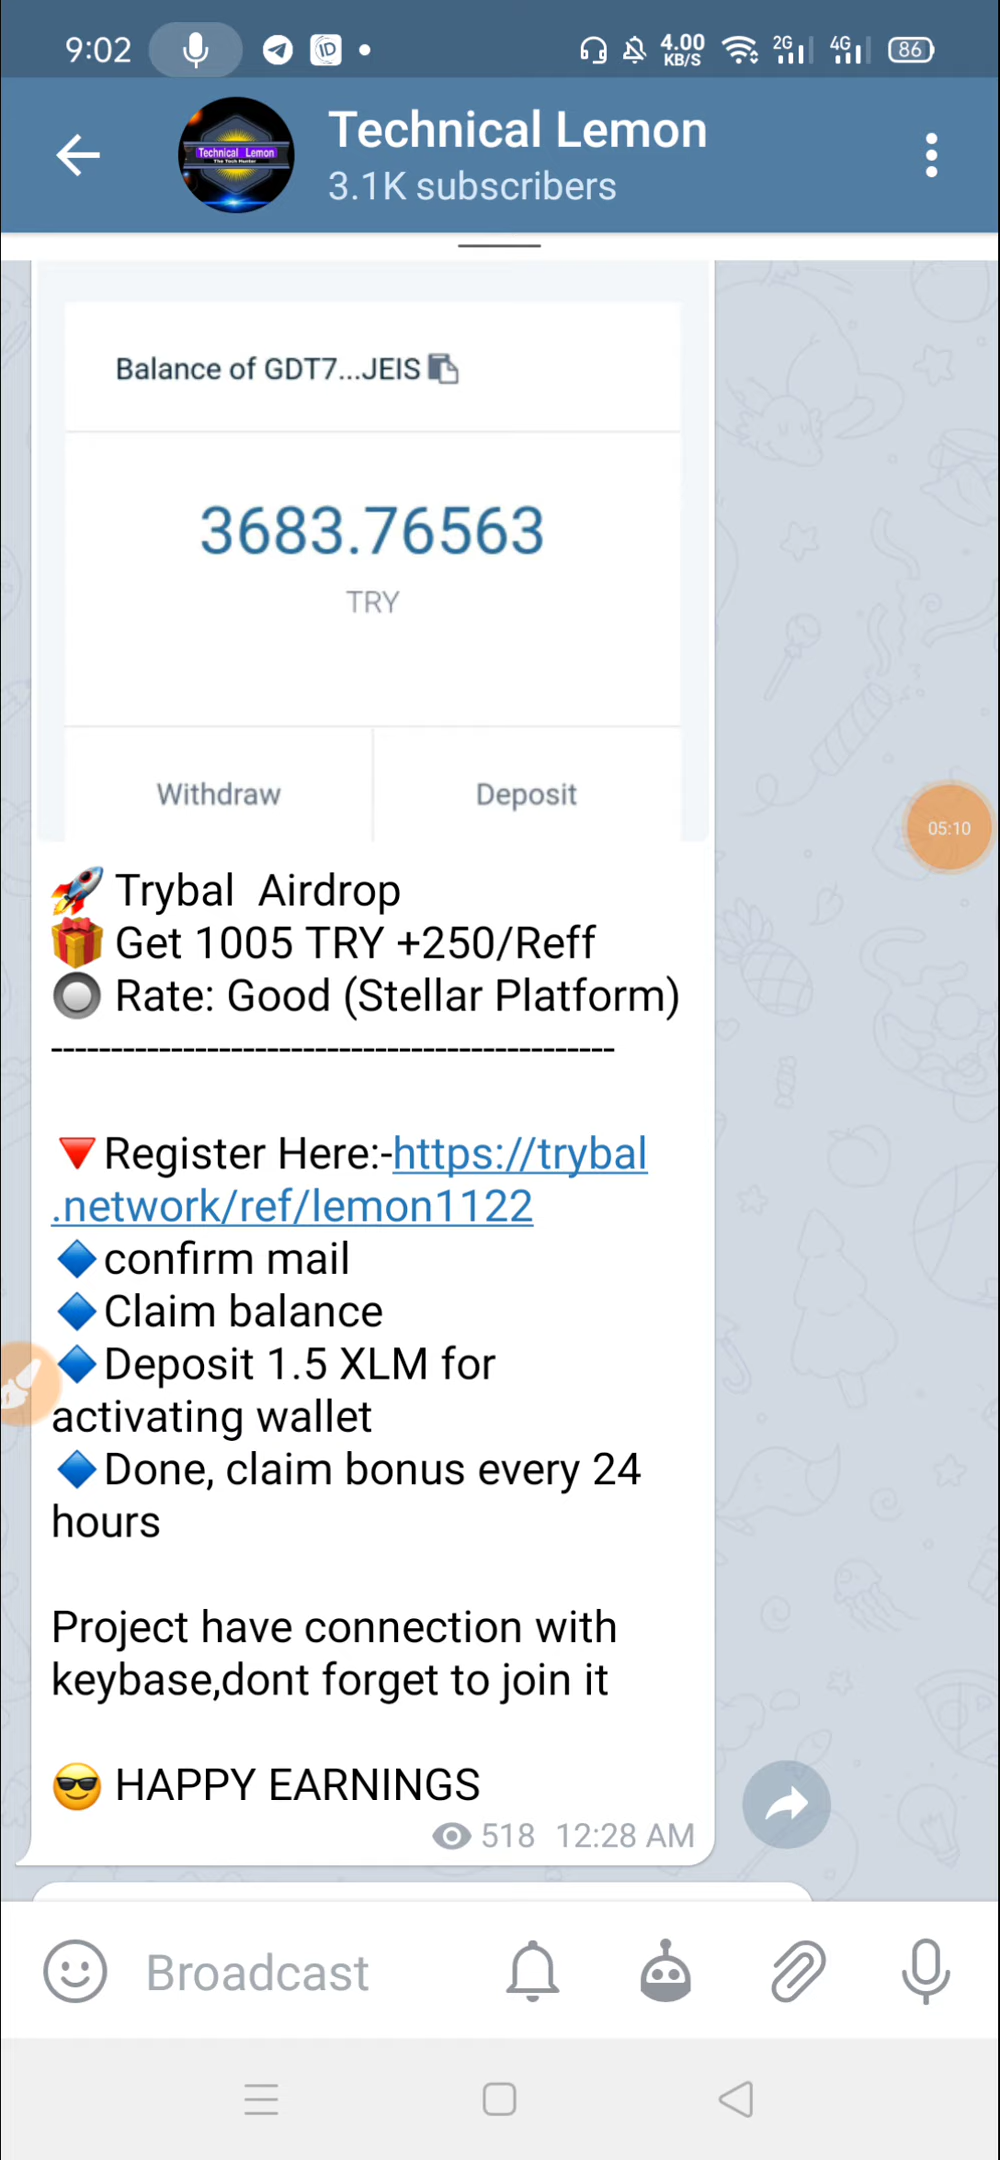 9:02
4.00
KB/S
2G
4G
86
Technical Lemon
The Tech Hunter
Technical Lemon
3.1K subscribers
Balance of GDT7...JEIS
3683.76563
TRY
Withdraw
Deposit
05:10
🚀 Trybal Airdrop
🎁 Get 1005 TRY +250/Reff
🔘 Rate: Good (Stellar Platform)
-----------------------------------------------
🔻Register Here:-https://trybal
.network/ref/lemon1122
🔷confirm mail
🔷Claim balance
🔷Deposit 1.5 XLM for
activating wallet
🔷Done, claim bonus every 24
hours
Project have connection with
keybase,dont forget to join it
😎 HAPPY EARNINGS
518 12:28 AM
Broadcast